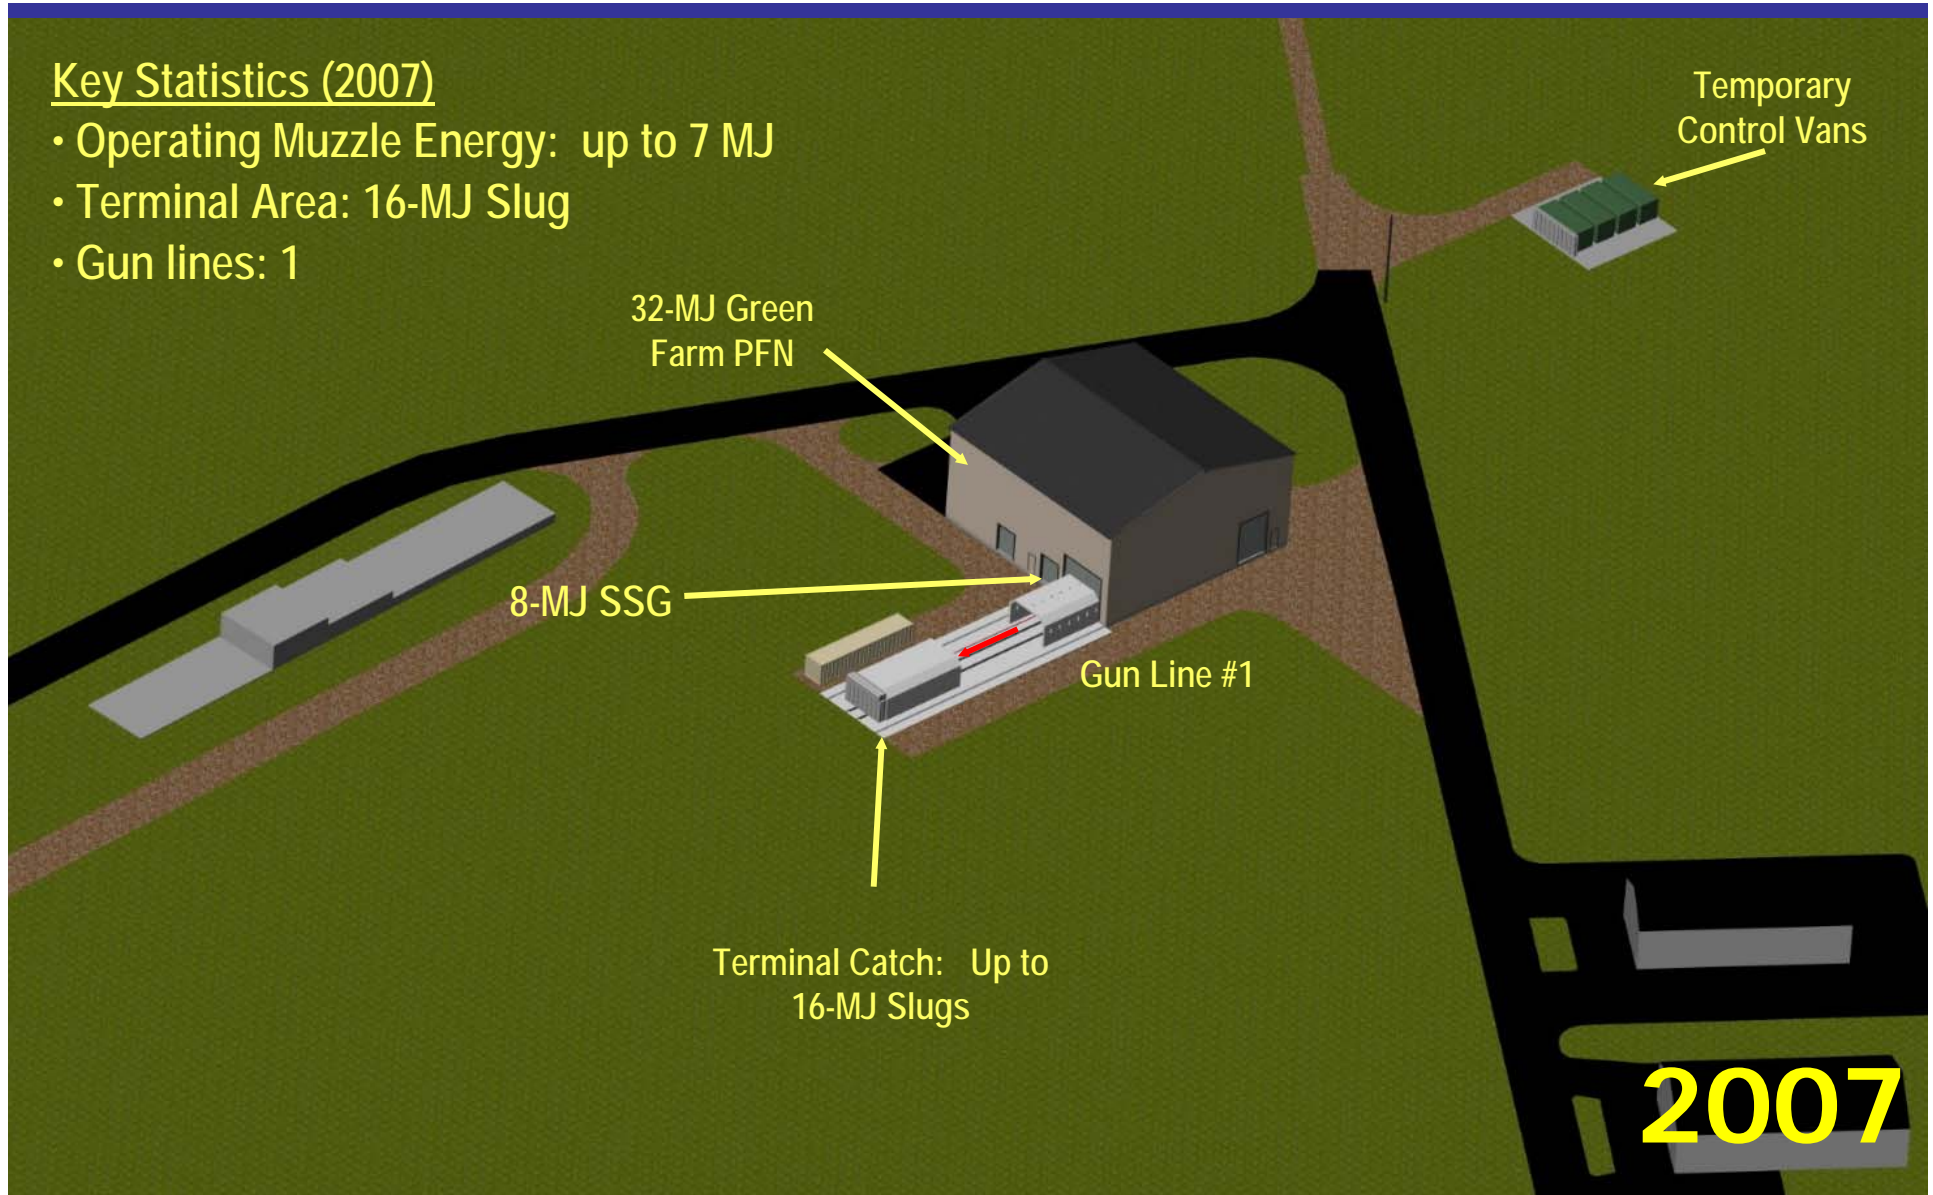 Key Statistics (2007)
• Operating Muzzle Energy: up to 7 MJ
• Terminal Area: 16-MJ Slug
• Gun lines: 1
Temporary
Control Vans
32-MJ Green
Farm PFN
8-MJ SSG
Gun Line #1
Terminal Catch: Up to
16-MJ Slugs
2007